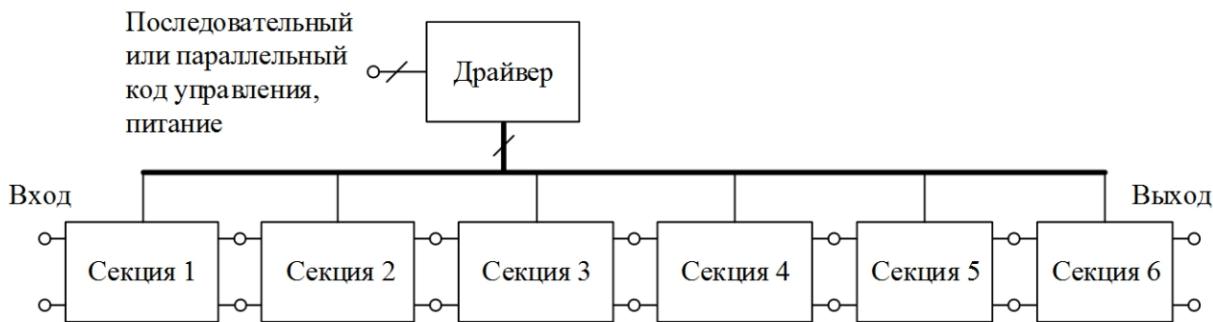 Последовательный
или параллельный
код управления,
питание
Драйвер
Вход
Выход
Секция 1
Секция 2
Секция 3
Секция 4
Секция 5
Секция 6